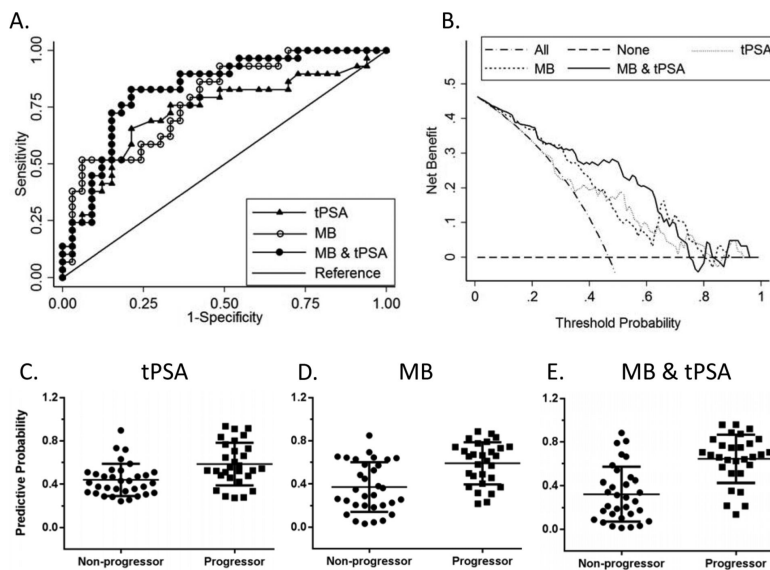 A.
1.00
0.75
0.50
0.25
0.00
Sensitivity
0.00 0.25 0.50 0.75 1.00
1-Specificity
tPSA
MB
MB & tPSA
Reference
B.
All None tPSA
MB MB & tPSA
.5
.4
.3
.2
.1
0
Net Benefit
0 .2 .4 .6 .8 1
Threshold Probability
C. tPSA
Predictive Probability
1.2
0.8
0.4
0.0
Non-progressor Progressor
D. MB
1.2
0.8
0.4
0.0
Non-progressor Progressor
E. MB & tPSA
1.2
0.8
0.4
0.0
Non-progressor Progressor